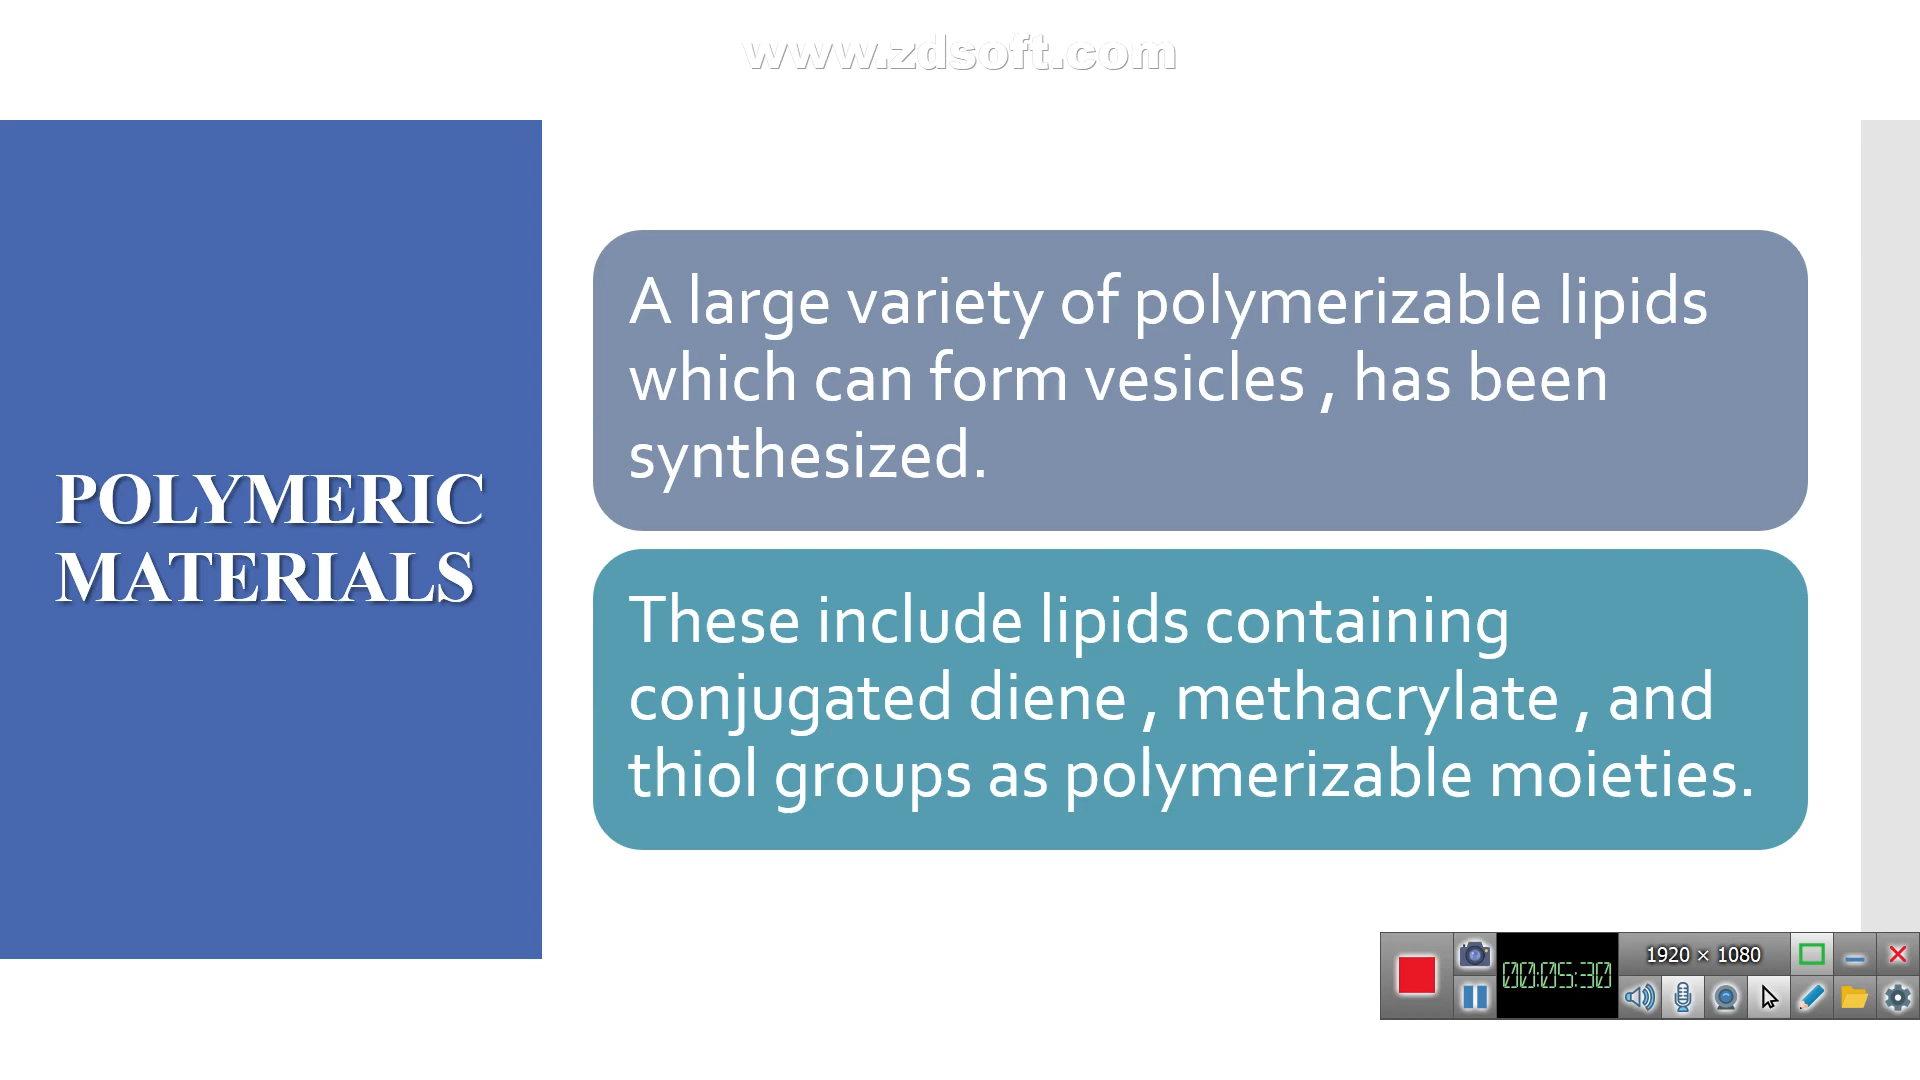 www.zdsoft.com
POLYMERIC
MATERIALS
A large variety of polymerizable lipids
which can form vesicles , has been
synthesized.
These include lipids containing
conjugated diene , methacrylate , and
thiol groups as polymerizable moieties.
1920 × 1080
00:05:30